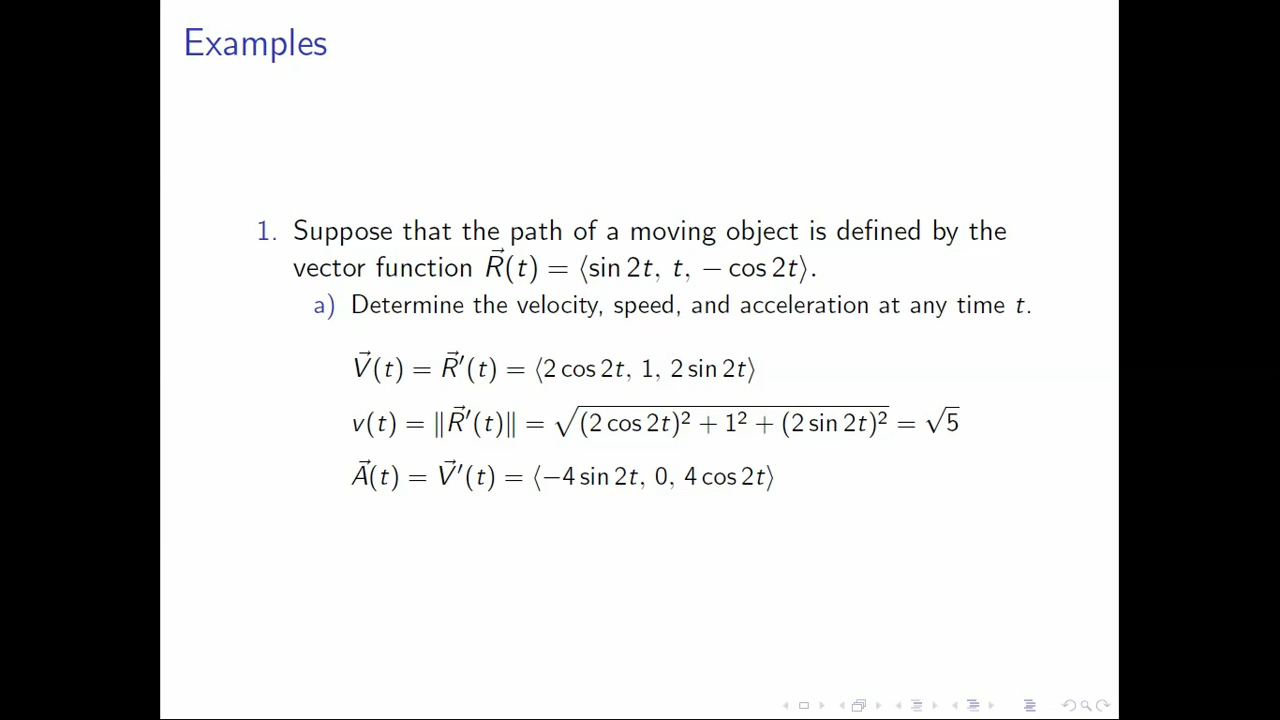 Examples
1. Suppose that the path of a moving object is defined by the
vector function R⃗(t) = ⟨sin 2t, t, − cos 2t⟩.
a) Determine the velocity, speed, and acceleration at any time t.
V⃗(t) = R⃗′(t) = ⟨2 cos 2t, 1, 2 sin 2t⟩
v(t) = ‖R⃗′(t)‖ = √((2 cos 2t)² + 1² + (2 sin 2t)²) = √5
A⃗(t) = V⃗′(t) = ⟨−4 sin 2t, 0, 4 cos 2t⟩